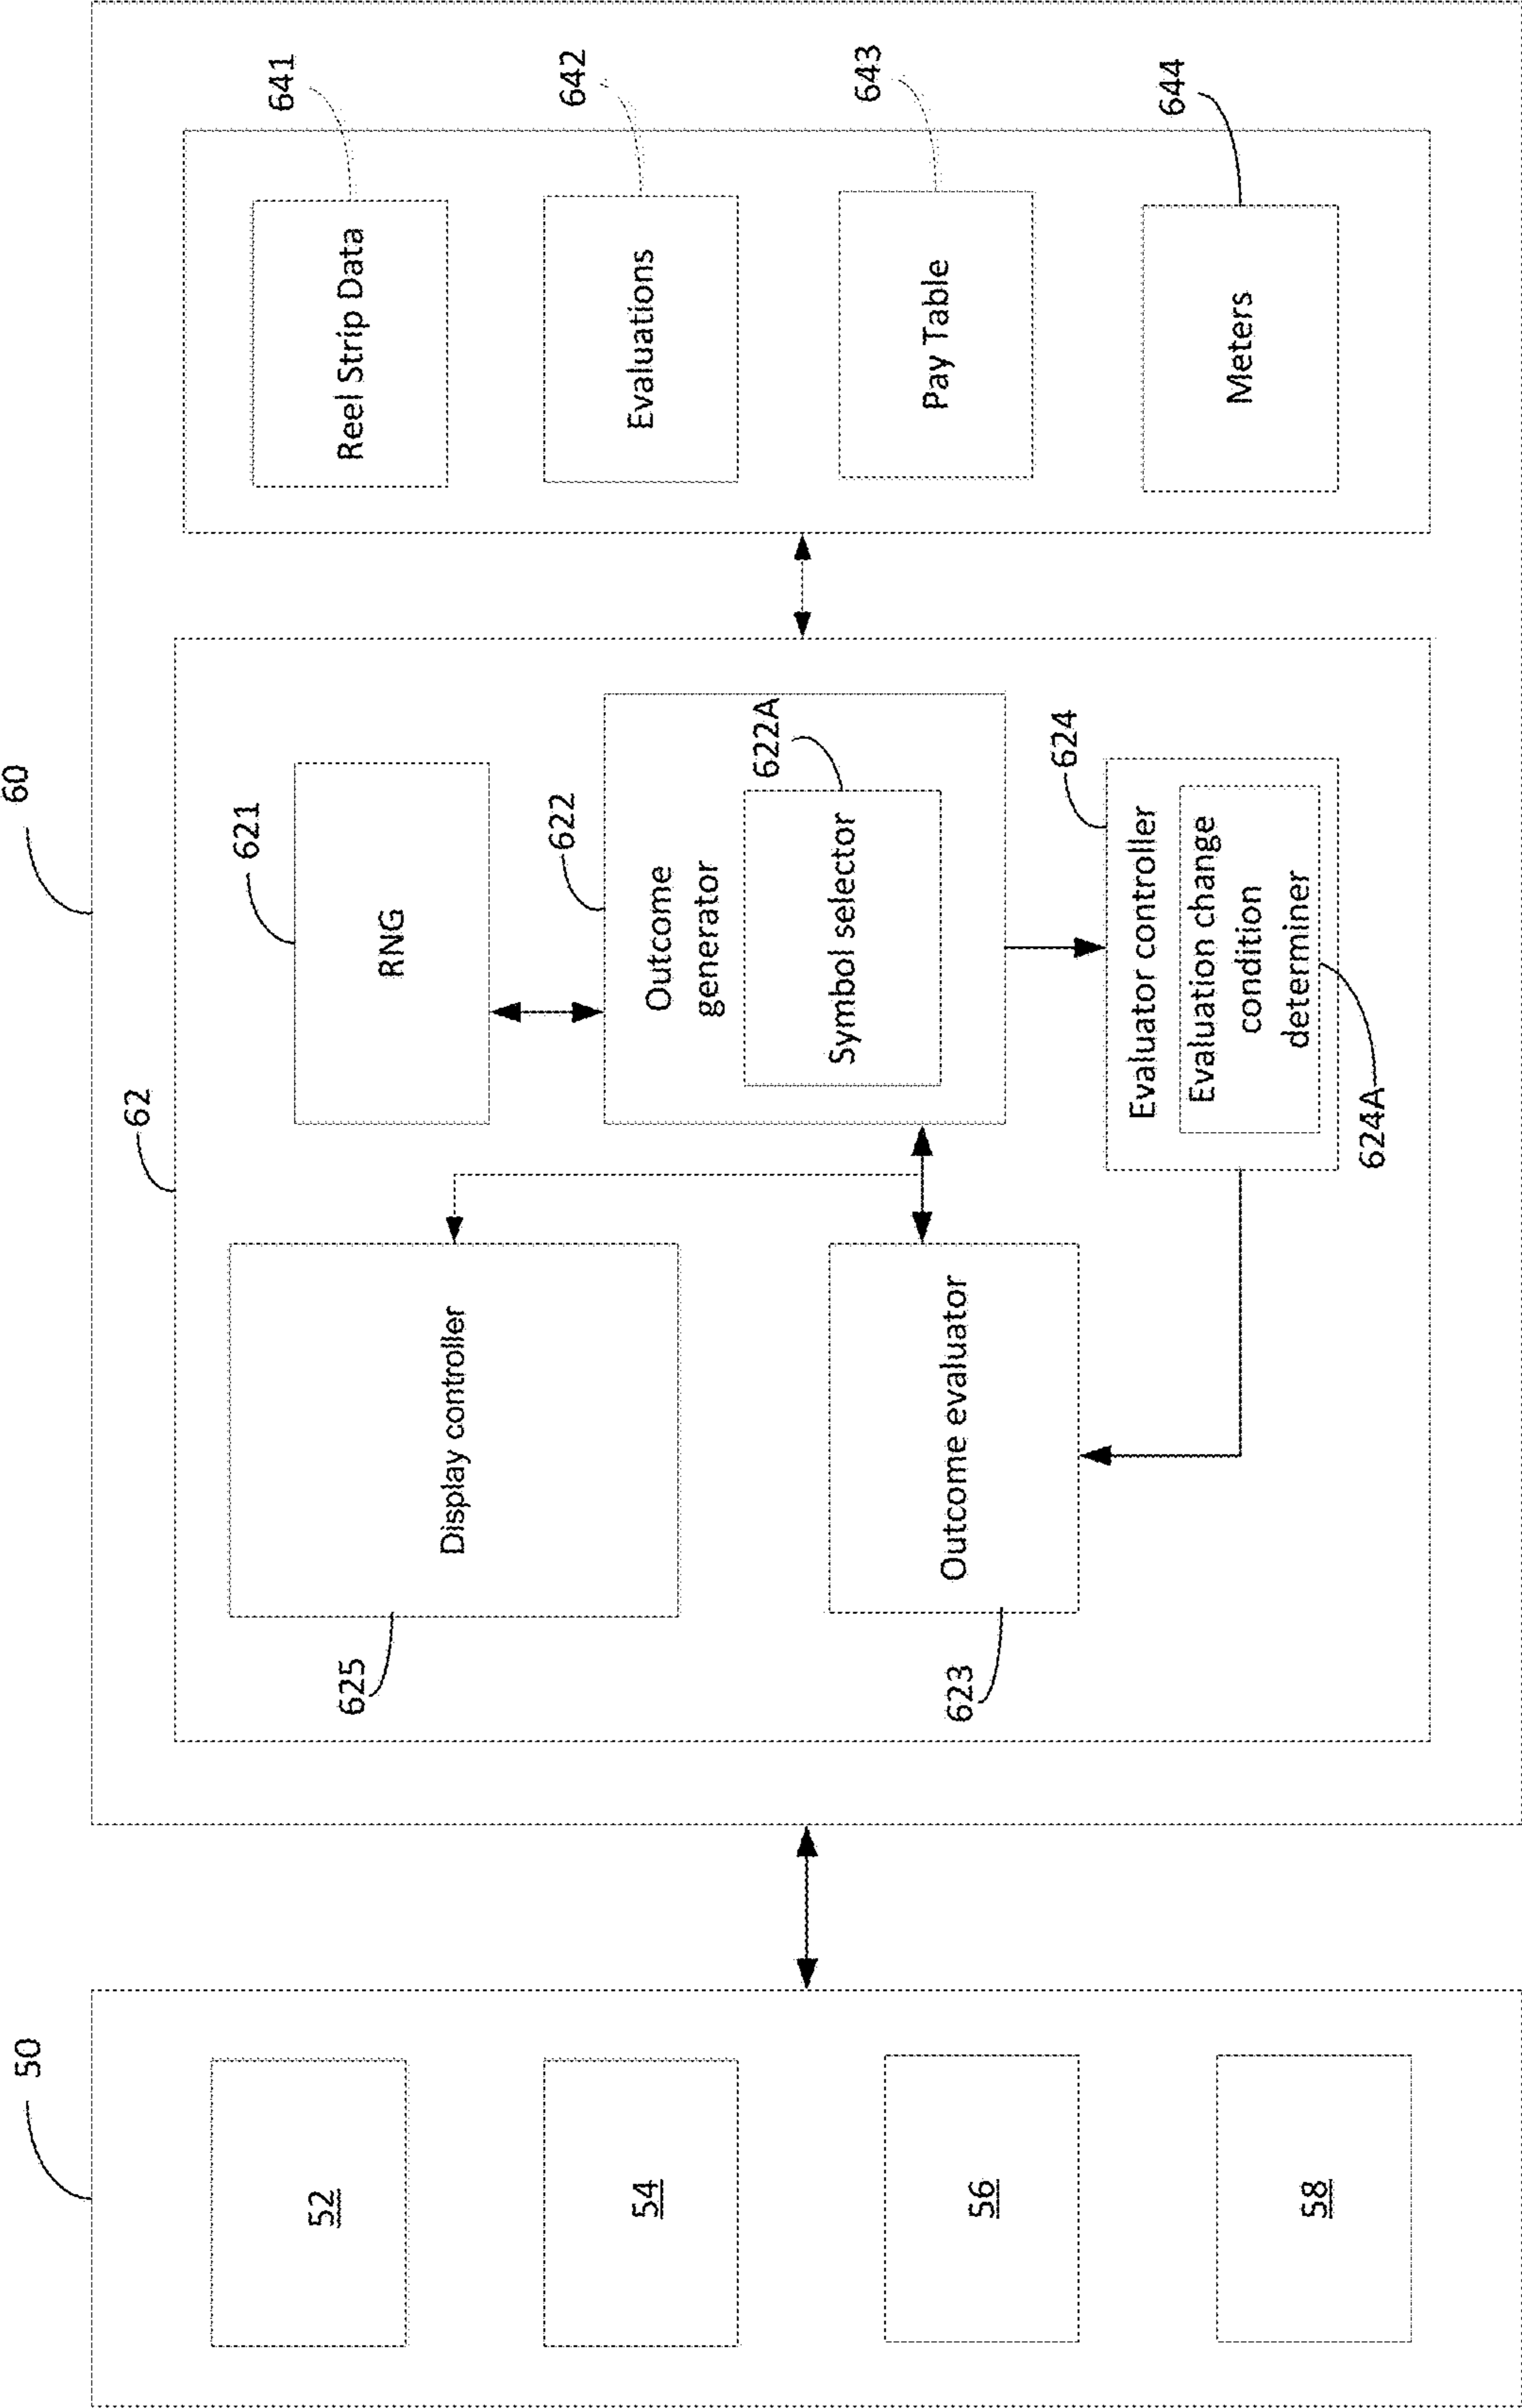 50
52
54
56
58
60
62
625
Display controller
621
RNG
622
Outcome
generator
622A
Symbol selector
623
Outcome evaluator
624
Evaluator controller
Evaluation change
condition
determiner
624A
641
Reel Strip Data
642
Evaluations
643
Pay Table
644
Meters